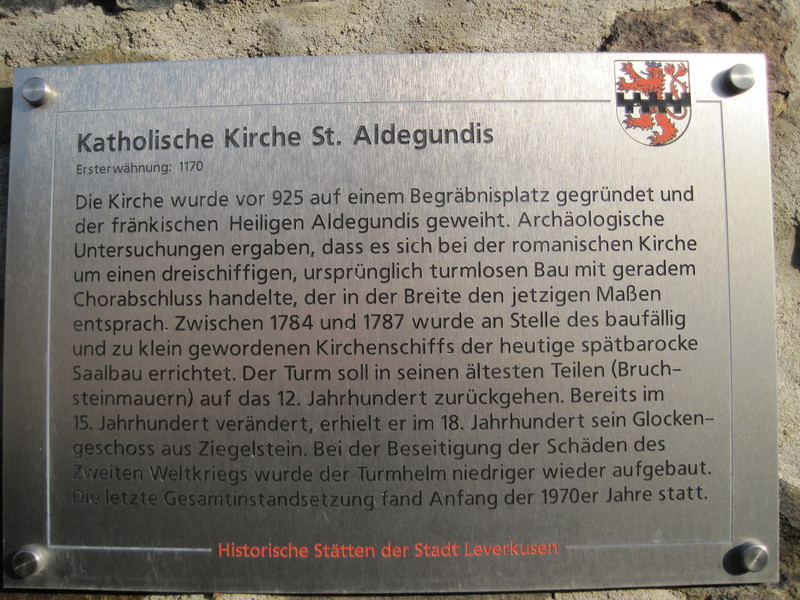 Katholische Kirche St. Aldegundis
Ersterwähnung: 1170
Die Kirche wurde vor 925 auf einem Begräbnisplatz gegründet und
der fränkischen Heiligen Aldegundis geweiht. Archäologische
Untersuchungen ergaben, dass es sich bei der romanischen Kirche
um einen dreischiffigen, ursprünglich turmlosen Bau mit geradem
Chorabschluss handelte, der in der Breite den jetzigen Maßen
entsprach. Zwischen 1784 und 1787 wurde an Stelle des baufällig
und zu klein gewordenen Kirchenschiffs der heutige spätbarocke
Saalbau errichtet. Der Turm soll in seinen ältesten Teilen (Bruch-
steinmauern) auf das 12. Jahrhundert zurückgehen. Bereits im
15. Jahrhundert verändert, erhielt er im 18. Jahrhundert sein Glocken-
geschoss aus Ziegelstein. Bei der Beseitigung der Schäden des
Zweiten Weltkriegs wurde der Turmhelm niedriger wieder aufgebaut.
Die letzte Gesamtinstandsetzung fand Anfang der 1970er Jahre statt.
Historische Stätten der Stadt Leverkusen